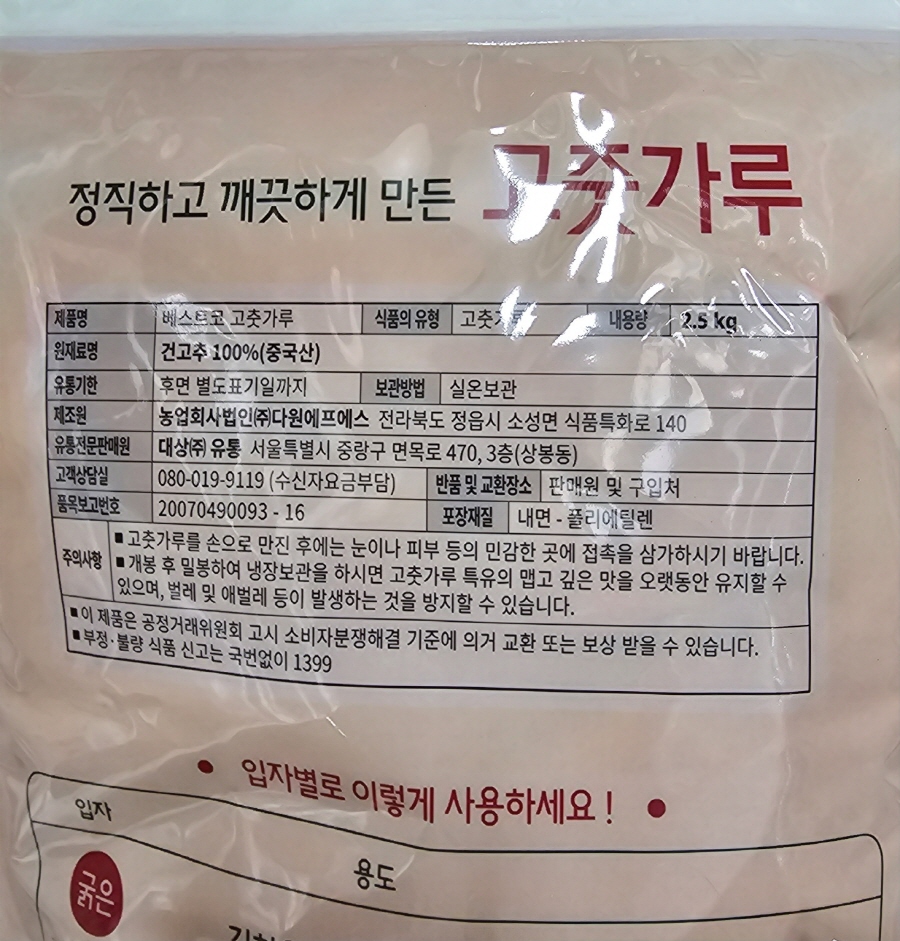 정직하고 깨끗하게 만든 고춧가루
제품명 베스트코 고춧가루 식품의 유형 내용량 2.5 kg
원재료명 건고추 100%(중국산)
유통기한 후면 별도표기일까지 보관방법 실온보관
제조원 농업회사법인㈜다원에프에스 전라북도 정읍시 소성면 식품특화로 140
유통전문판매원 대상㈜ 유통 서울특별시 중랑구 면목로 470, 3층(상봉동)
고객상담실 080-019-9119 (수신자요금부담) 반품 및 교환장소 판매원 및 구입처
품목보고번호 20070490093 - 16 포장재질 내면 - 폴리에틸렌
주의사항
■ 고춧가루를 손으로 만진 후에는 눈이나 피부 등의 민감한 곳에 접촉을 삼가하시기 바랍니다.
■ 개봉 후 밀봉하여 냉장보관을 하시면 고춧가루 특유의 맵고 깊은 맛을 오랫동안 유지할 수
있으며, 벌레 및 애벌레 등이 발생하는 것을 방지할 수 있습니다.
■ 이 제품은 공정거래위원회 고시 소비자분쟁해결 기준에 의거 교환 또는 보상 받을 수 있습니다.
■ 부정·불량 식품 신고는 국번없이 1399
• 입자별로 이렇게 사용하세요! •
입자
용도
굵은